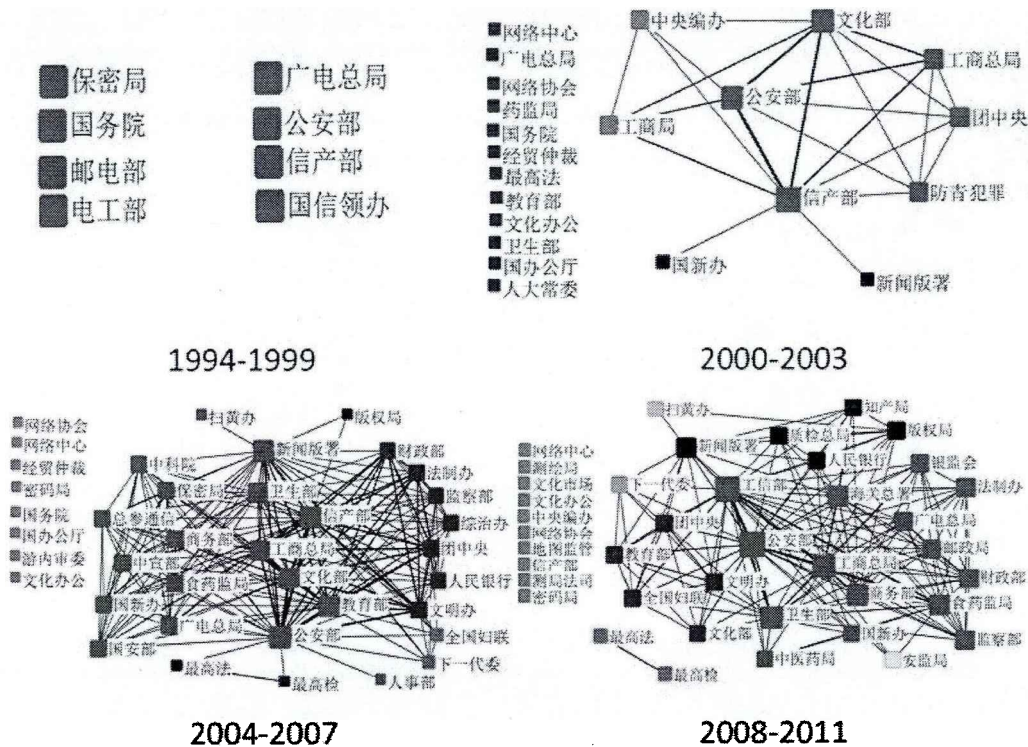 保密局
国务院
邮电部
电工部
广电总局
公安部
信产部
国信领办
1994-1999
网络中心
广电总局
网络协会
药监局
国务院
经贸仲裁
最高法
教育部
文化办公
卫生部
国办公厅
人大常委
中央编办
文化部
工商总局
公安部
工商局
团中央
信产部
防青犯罪
国新办
新闻版署
2000-2003
网络协会
网络中心
经贸仲裁
密码局
国务院
国办公厅
游内审委
文化办公
扫黄办
版权局
新闻版署
财政部
中科院
法制办
保密局
卫生部
监察部
总参通信
信产部
综治办
商务部
工商总局
团中央
中宣部
食药监局
文化部
人民银行
国新办
教育部
文明办
广电总局
公安部
全国妇联
国安部
下一代委
最高法
最高检
人事部
2004-2007
网络中心
测绘局
文化市场
文化办公
中央编办
网络协会
地图监管
信产部
测局法司
密码局
扫黄办
知产局
新闻版署
质检总局
版权局
人民银行
银监会
下一代委
工信部
海关总署
法制办
团中央
广电总局
公安部
邮政局
教育部
工商总局
文明办
财政部
全国妇联
商务部
食药监局
卫生部
最高法
文化部
国新办
监察部
中医药局
安监局
最高检
2008-2011